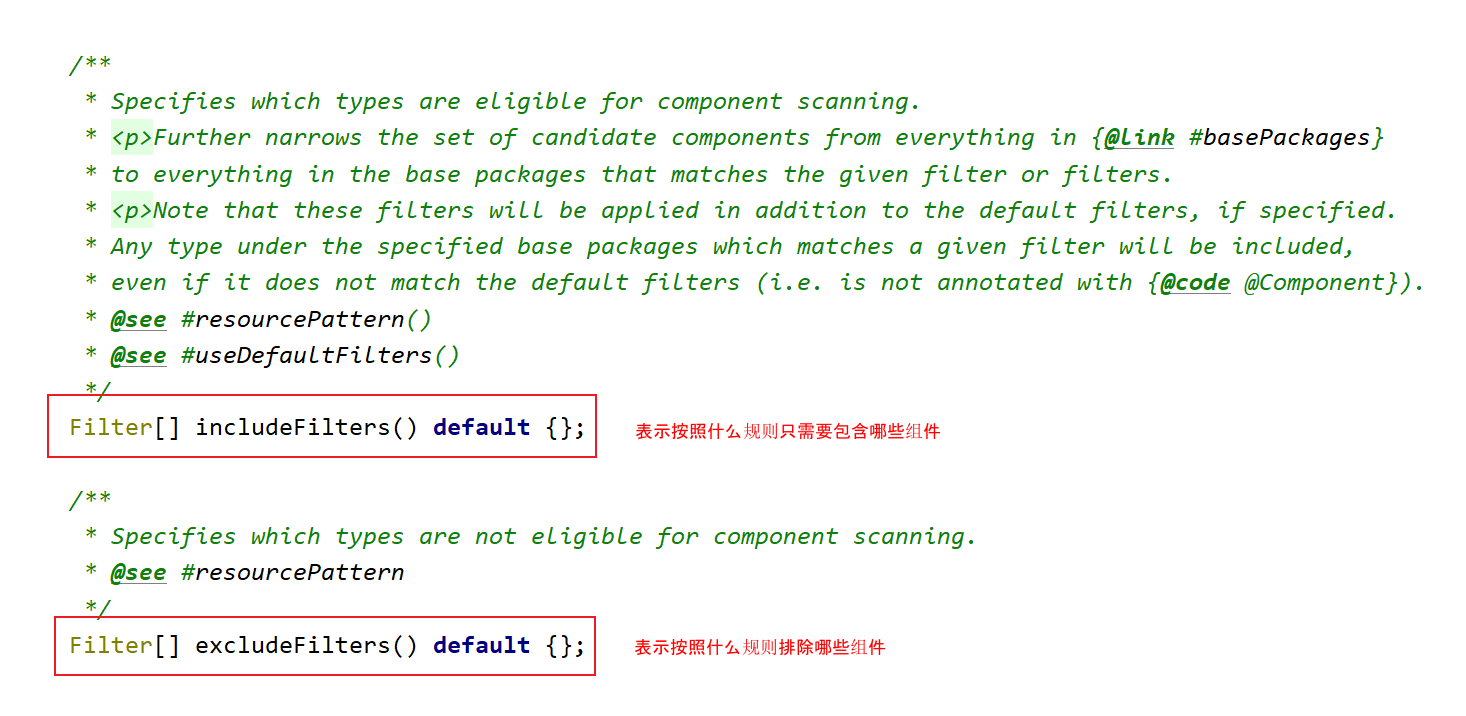 /**
* Specifies which types are eligible for component scanning.
* <p>Further narrows the set of candidate components from everything in {@link #basePackages}
* to everything in the base packages that matches the given filter or filters.
* <p>Note that these filters will be applied in addition to the default filters, if specified.
* Any type under the specified base packages which matches a given filter will be included,
* even if it does not match the default filters (i.e. is not annotated with {@code @Component}).
* @see #resourcePattern()
* @see #useDefaultFilters()
*/
Filter[] includeFilters() default {}; 表示按照什么规则只需要包含哪些组件
/**
* Specifies which types are not eligible for component scanning.
* @see #resourcePattern
*/
Filter[] excludeFilters() default {}; 表示按照什么规则排除哪些组件